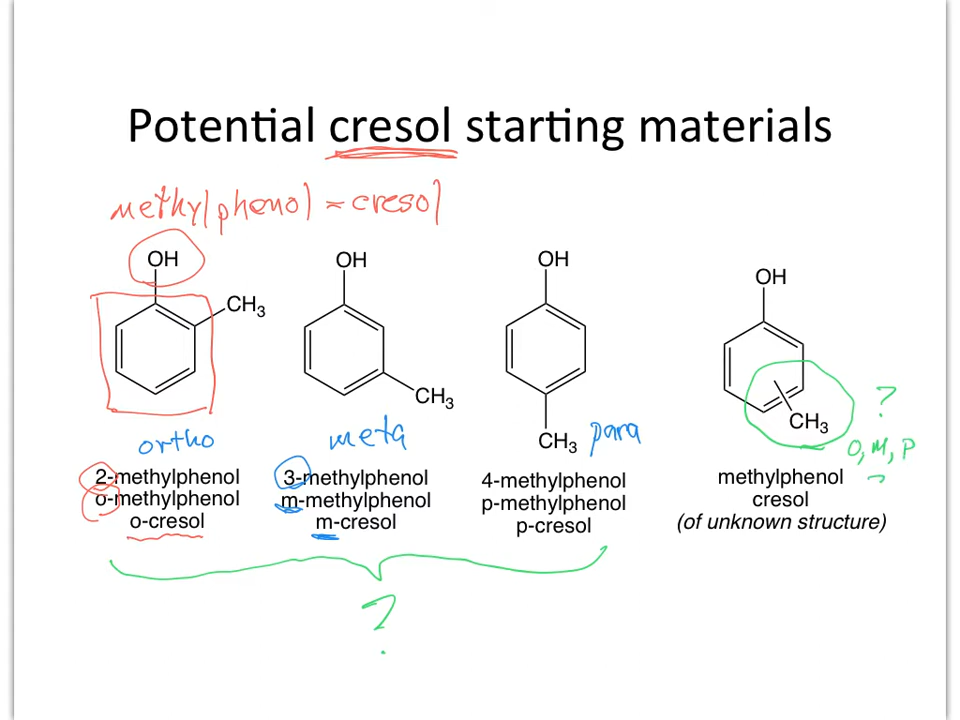 Potential cresol starting materials
methylphenol = cresol
OH
CH3
ortho
2-methylphenol
o-methylphenol
o-cresol
OH
CH3
meta
3-methylphenol
m-methylphenol
m-cresol
OH
CH3
para
4-methylphenol
p-methylphenol
p-cresol
OH
CH3
?
O, M, P
?
methylphenol
cresol
(of unknown structure)
?